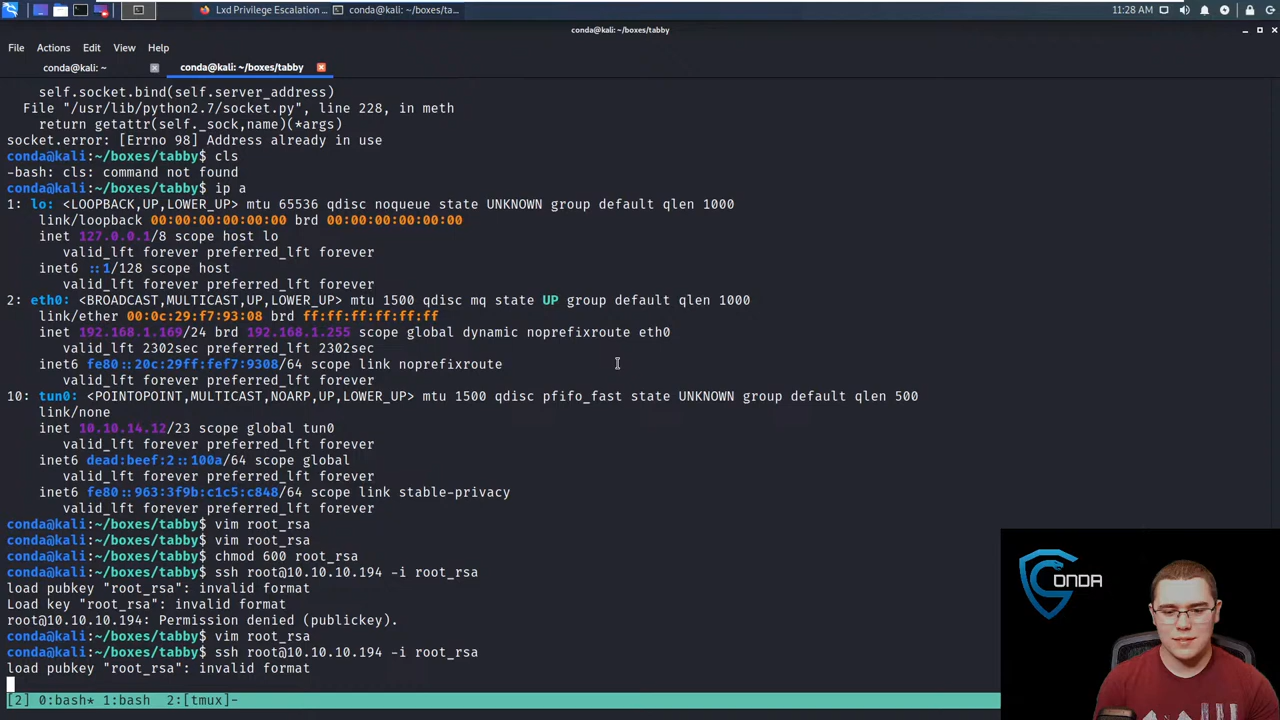 Lxd Privilege Escalation ...
conda@kali: ~/boxes/ta...
11:28 AM
conda@kali: ~/boxes/tabby
File Actions Edit View Help
conda@kali: ~
conda@kali: ~/boxes/tabby
self.socket.bind(self.server_address)
File "/usr/lib/python2.7/socket.py", line 228, in meth
return getattr(self._sock,name)(*args)
socket.error: [Errno 98] Address already in use
conda@kali:~/boxes/tabby$ cls
-bash: cls: command not found
conda@kali:~/boxes/tabby$ ip a
1: lo: <LOOPBACK,UP,LOWER_UP> mtu 65536 qdisc noqueue state UNKNOWN group default qlen 1000
link/loopback 00:00:00:00:00:00 brd 00:00:00:00:00:00
inet 127.0.0.1/8 scope host lo
valid_lft forever preferred_lft forever
inet6 ::1/128 scope host
valid_lft forever preferred_lft forever
2: eth0: <BROADCAST,MULTICAST,UP,LOWER_UP> mtu 1500 qdisc mq state UP group default qlen 1000
link/ether 00:0c:29:f7:93:08 brd ff:ff:ff:ff:ff:ff
inet 192.168.1.169/24 brd 192.168.1.255 scope global dynamic noprefixroute eth0
valid_lft 2302sec preferred_lft 2302sec
inet6 fe80::20c:29ff:fef7:9308/64 scope link noprefixroute
valid_lft forever preferred_lft forever
10: tun0: <POINTOPOINT,MULTICAST,NOARP,UP,LOWER_UP> mtu 1500 qdisc pfifo_fast state UNKNOWN group default qlen 500
link/none
inet 10.10.14.12/23 scope global tun0
valid_lft forever preferred_lft forever
inet6 dead:beef:2::100a/64 scope global
valid_lft forever preferred_lft forever
inet6 fe80::963:3f9b:c1c5:c848/64 scope link stable-privacy
valid_lft forever preferred_lft forever
conda@kali:~/boxes/tabby$ vim root_rsa
conda@kali:~/boxes/tabby$ vim root_rsa
conda@kali:~/boxes/tabby$ chmod 600 root_rsa
conda@kali:~/boxes/tabby$ ssh root@10.10.10.194 -i root_rsa
load pubkey "root_rsa": invalid format
Load key "root_rsa": invalid format
root@10.10.10.194: Permission denied (publickey).
conda@kali:~/boxes/tabby$ vim root_rsa
conda@kali:~/boxes/tabby$ ssh root@10.10.10.194 -i root_rsa
load pubkey "root_rsa": invalid format
[2] 0:bash* 1:bash 2:[tmux]-
CONDA